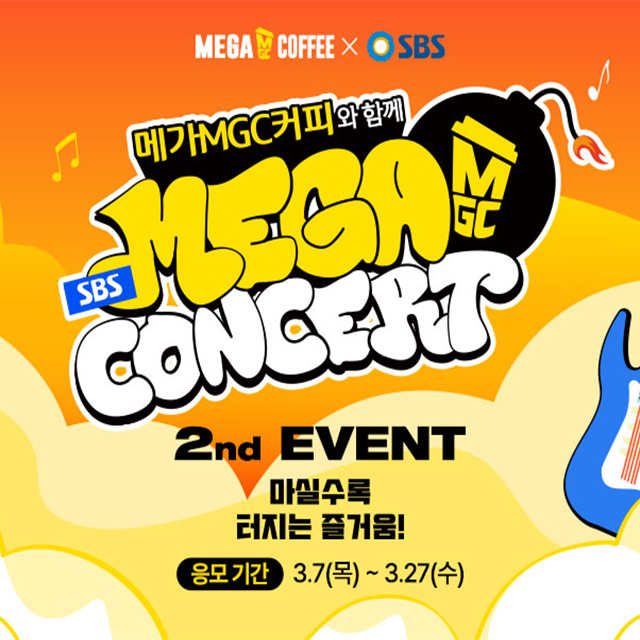 MEGA MGC COFFEE × SBS
메가MGC커피와 함께
MEGA
MGC
SBS
CONCERT
2nd EVENT
마실수록
터지는 즐거움!
응모 기간 3.7(목) ~ 3.27(수)